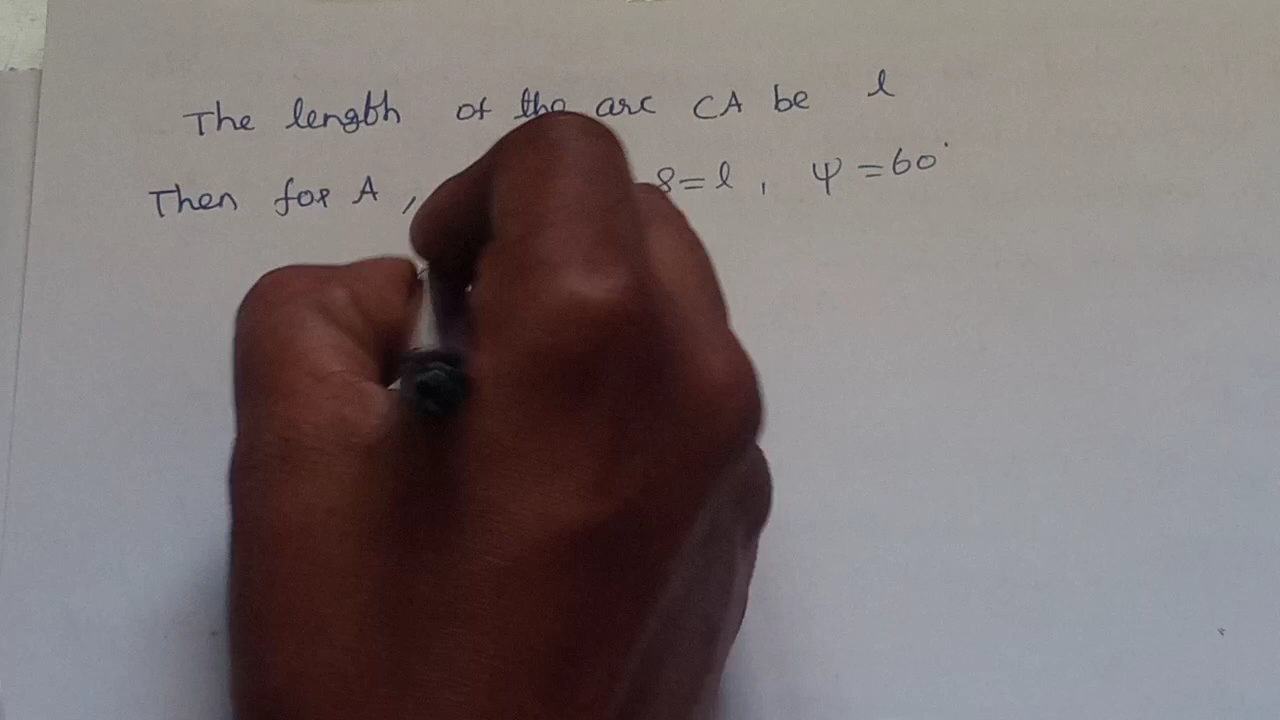 The length of the arc CA be l
Then for A , s=l , ψ =60°